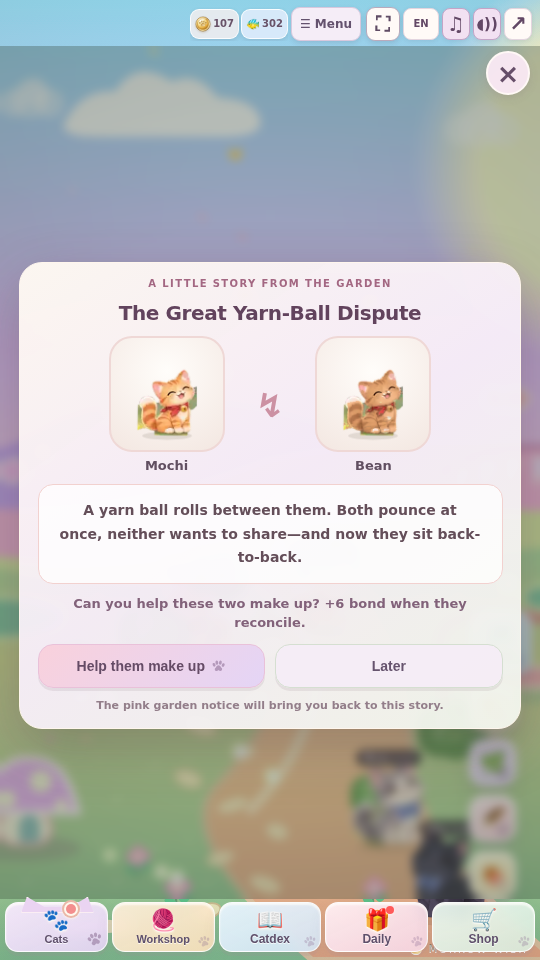 107
302
☰ Menu
EN
A LITTLE STORY FROM THE GARDEN
The Great Yarn-Ball Dispute
Mochi
Bean
A yarn ball rolls between them. Both pounce at
once, neither wants to share—and now they sit back-
to-back.
Can you help these two make up? +6 bond when they
reconcile.
Help them make up
Later
The pink garden notice will bring you back to this story.
Cats
Workshop
Catdex
Daily
Shop